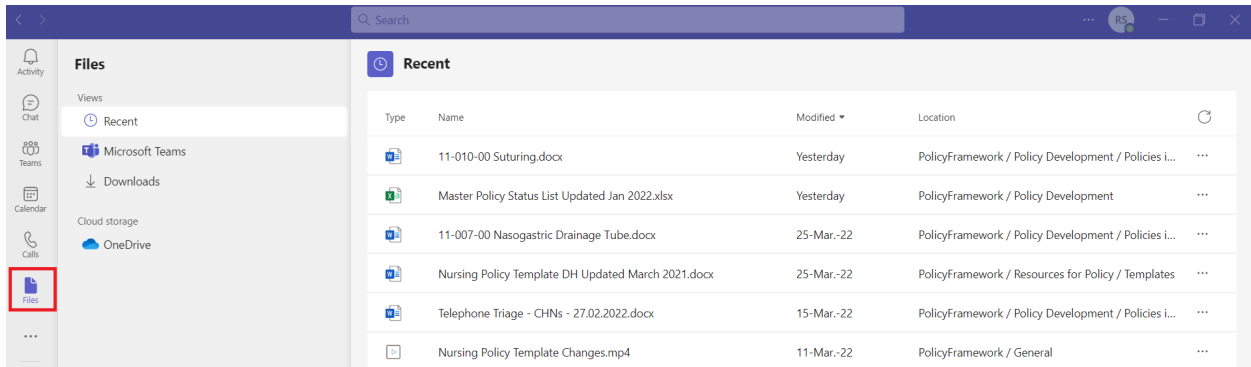 Search
RS
Activity
Chat
Teams
Calendar
Calls
Files
Files
Views
Recent
Microsoft Teams
Downloads
Cloud storage
OneDrive
Recent
Type Name Modified Location
11-010-00 Suturing.docx Yesterday PolicyFramework / Policy Development / Policies i...
Master Policy Status List Updated Jan 2022.xlsx Yesterday PolicyFramework / Policy Development
11-007-00 Nasogastric Drainage Tube.docx 25-Mar.-22 PolicyFramework / Policy Development / Policies i...
Nursing Policy Template DH Updated March 2021.docx 25-Mar.-22 PolicyFramework / Resources for Policy / Templates
Telephone Triage - CHNs - 27.02.2022.docx 15-Mar.-22 PolicyFramework / Policy Development / Policies i...
Nursing Policy Template Changes.mp4 11-Mar.-22 PolicyFramework / General